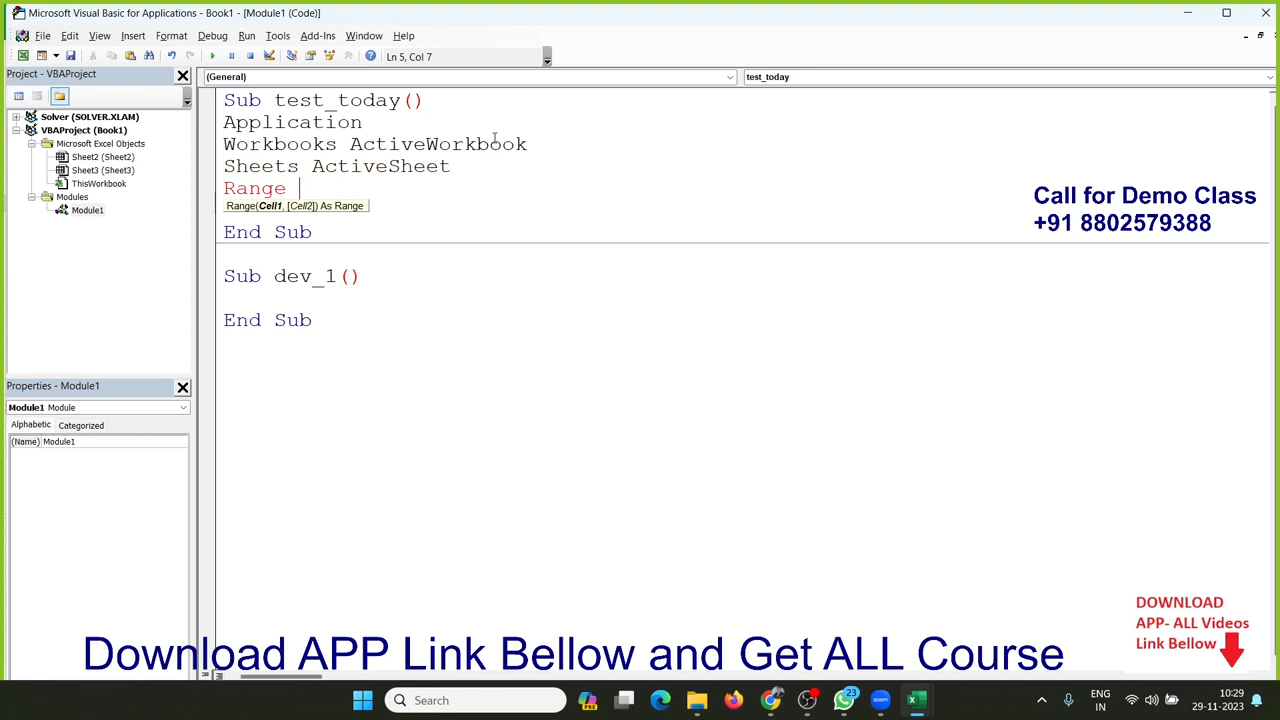 Microsoft Visual Basic for Applications - Book1 - [Module1 (Code)]
File Edit View Insert Format Debug Run Tools Add-Ins Window Help
Ln 5, Col 7
Project - VBAProject
(General)
test_today
Solver (SOLVER.XLAM)
VBAProject (Book1)
Microsoft Excel Objects
Sheet2 (Sheet2)
Sheet3 (Sheet3)
ThisWorkbook
Modules
Module1
Sub test_today()
Application
Workbooks ActiveWorkbook
Sheets ActiveSheet
Range
Range(Cell1, [Cell2]) As Range
End Sub
Sub dev_1()
End Sub
Call for Demo Class
+91 8802579388
Properties - Module1
Module1 Module
Alphabetic Categorized
(Name) Module1
DOWNLOAD
APP- ALL Videos
Link Bellow
Download APP Link Bellow and Get ALL Course
Search
PRE
23
zoom
ENG
IN
10:29
29-11-2023